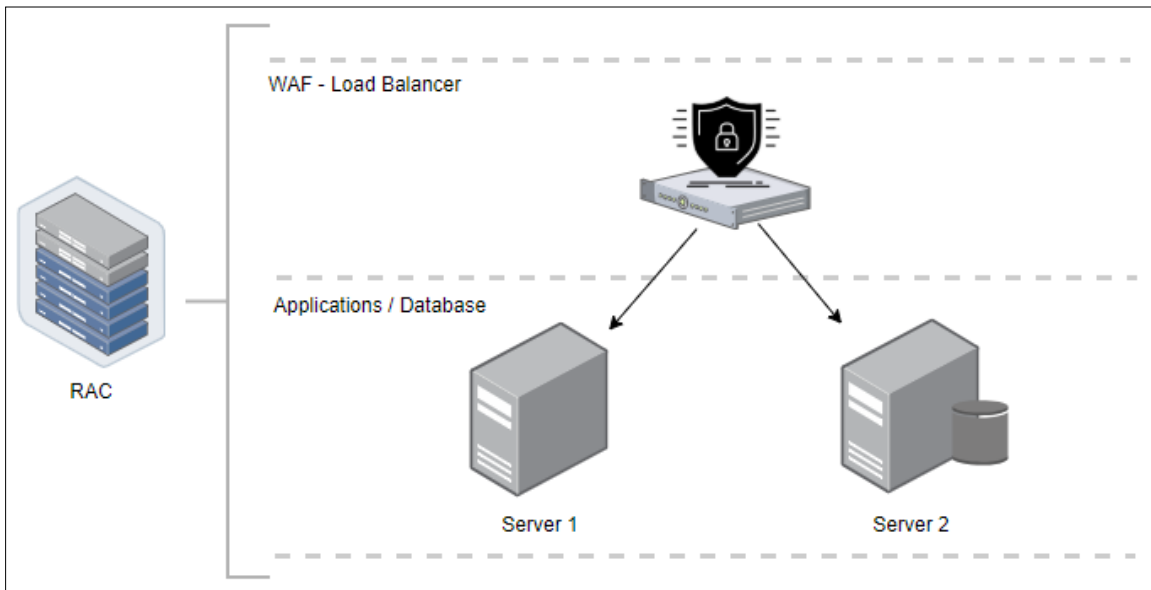 WAF - Load Balancer
Applications / Database
RAC
Server 1
Server 2